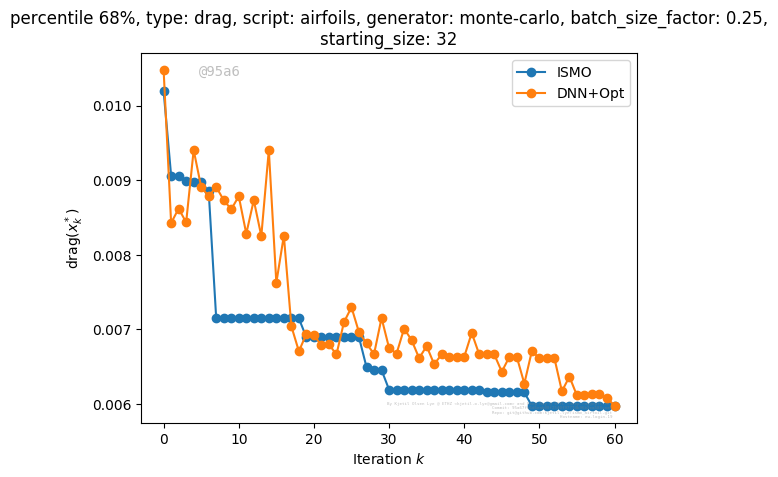 percentile 68%, type: drag, script: airfoils, generator: monte-carlo, batch_size_factor: 0.25,
starting_size: 32
@95a6
ISMO
DNN+Opt
0.010
0.009
0.008
0.007
0.006
drag(x*k)
0 10 20 30 40 50 60
Iteration k